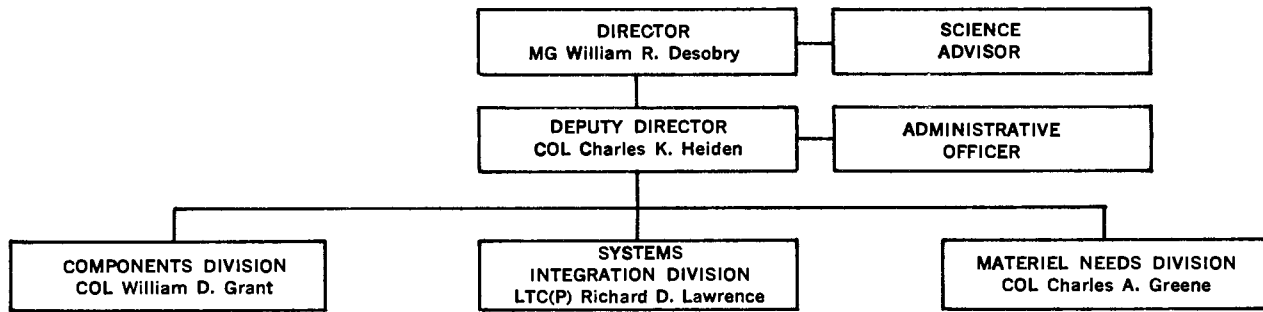 DIRECTOR
MG William R. Desobry
SCIENCE
ADVISOR
DEPUTY DIRECTOR
COL Charles K. Heiden
ADMINISTRATIVE
OFFICER
COMPONENTS DIVISION
COL William D. Grant
SYSTEMS
INTEGRATION DIVISION
LTC(P) Richard D. Lawrence
MATERIEL NEEDS DIVISION
COL Charles A. Greene